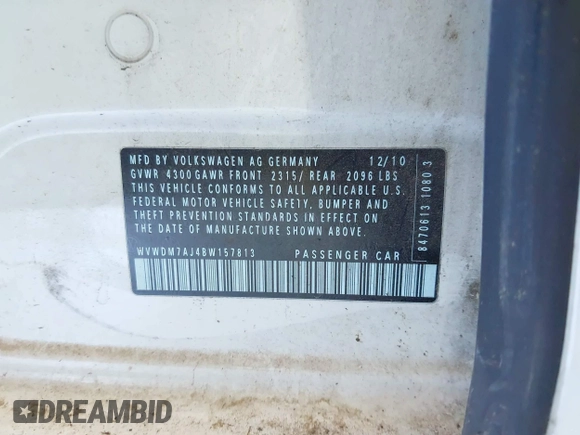 MFD BY VOLKSWAGEN AG GERMANY 12/10
GVWR 4300 GAWR FRONT 2315/ REAR 2096 LBS
THIS VEHICLE CONFORMS TO ALL APPLICABLE U.S.
FEDERAL MOTOR VEHICLE SAFETY, BUMPER AND
THEFT PREVENTION STANDARDS IN EFFECT ON THE
DATE OF MANUFACTURE SHOWN ABOVE.
WVWDM7AJ4BW157813 PASSENGER CAR
8470613 1080 3
DREAMBID